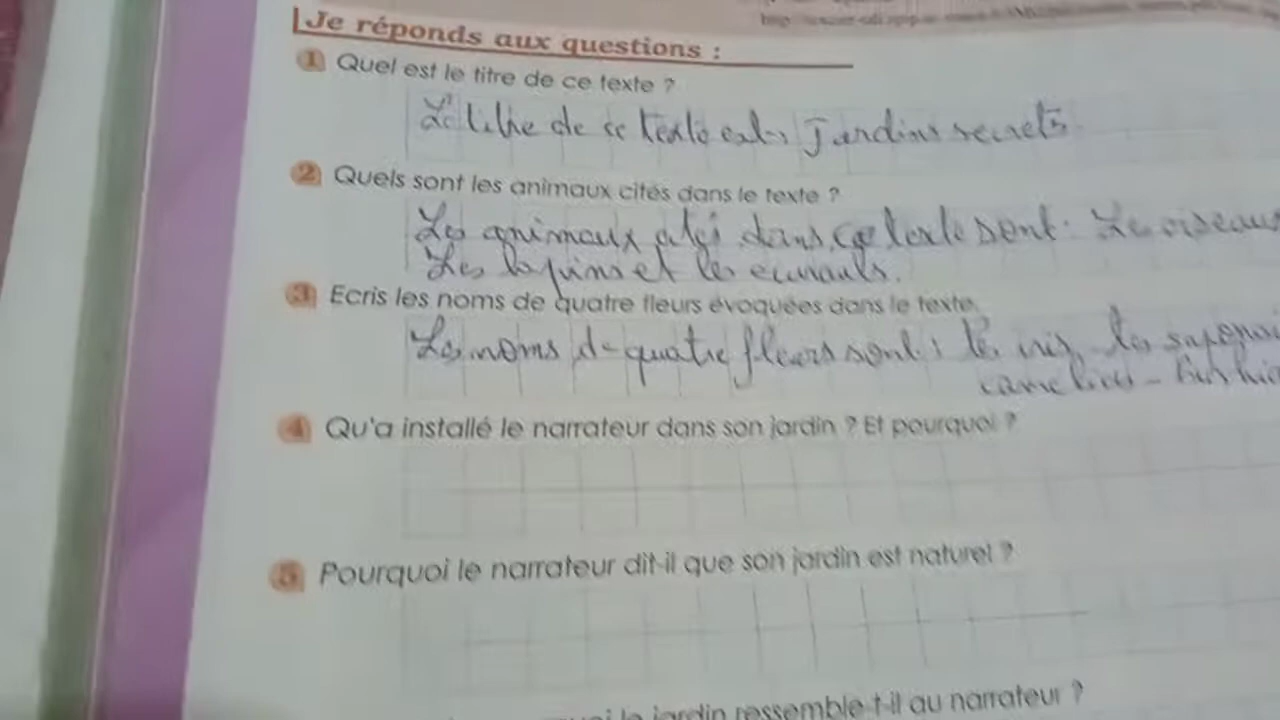 Je réponds aux questions :
1 Quel est le titre de ce texte ?
Le titre de ce texte est : Jardins secrets
2 Quels sont les animaux cités dans le texte ?
Les animaux dans ce texte sont : Les oiseaux
Les et les
3 Ecris les noms de quatre fleurs évoquées dans le texte.
Les noms de quatre fleurs sont : les iris, les
4 Qu'a installé le narrateur dans son jardin ? Et pourquoi ?
5 Pourquoi le narrateur dit-il que son jardin est naturel ?
le jardin ressemble-t-il au narrateur ?